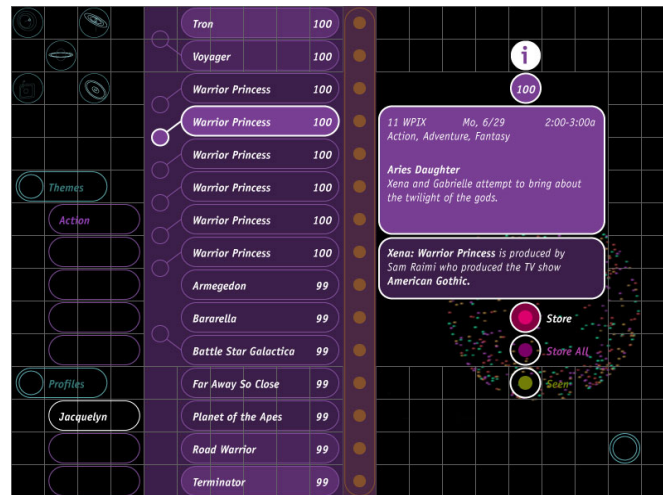 Tron 100
Voyager 100
Warrior Princess 100
Warrior Princess 100
Warrior Princess 100
Warrior Princess 100
Warrior Princess 100
Warrior Princess 100
Armegedon 99
Bararella 99
Battle Star Galactica 99
Far Away So Close 99
Planet of the Apes 99
Road Warrior 99
Terminator 99
Themes
Action
Profiles
Jacquelyn
i
100
11 WPIX Mo, 6/29 2:00-3:00a
Action, Adventure, Fantasy
Aries Daughter
Xena and Gabrielle attempt to bring about
the twilight of the gods.
Xena: Warrior Princess is produced by
Sam Raimi who produced the TV show
American Gothic.
Store
Store All
Seen